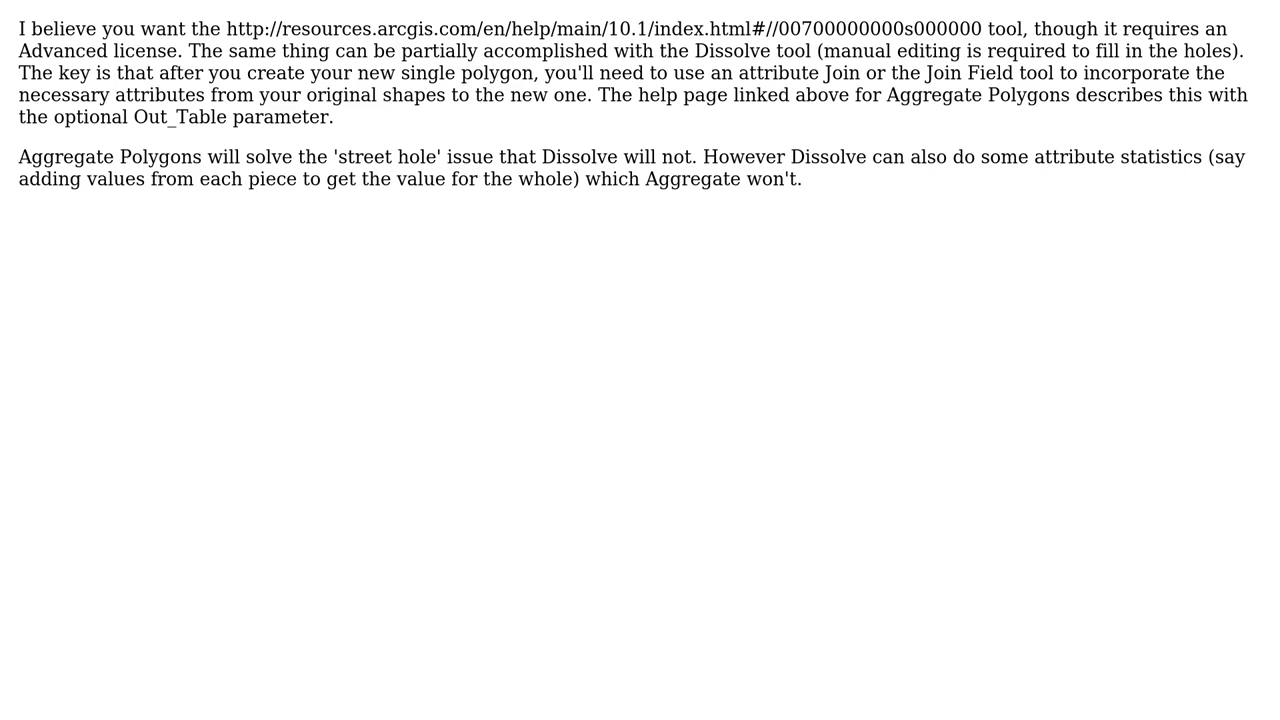 I believe you want the http://resources.arcgis.com/en/help/main/10.1/index.html#//00700000000s000000 tool, though it requires an
Advanced license. The same thing can be partially accomplished with the Dissolve tool (manual editing is required to fill in the holes).
The key is that after you create your new single polygon, you'll need to use an attribute Join or the Join Field tool to incorporate the
necessary attributes from your original shapes to the new one. The help page linked above for Aggregate Polygons describes this with
the optional Out_Table parameter.
Aggregate Polygons will solve the 'street hole' issue that Dissolve will not. However Dissolve can also do some attribute statistics (say
adding values from each piece to get the value for the whole) which Aggregate won't.